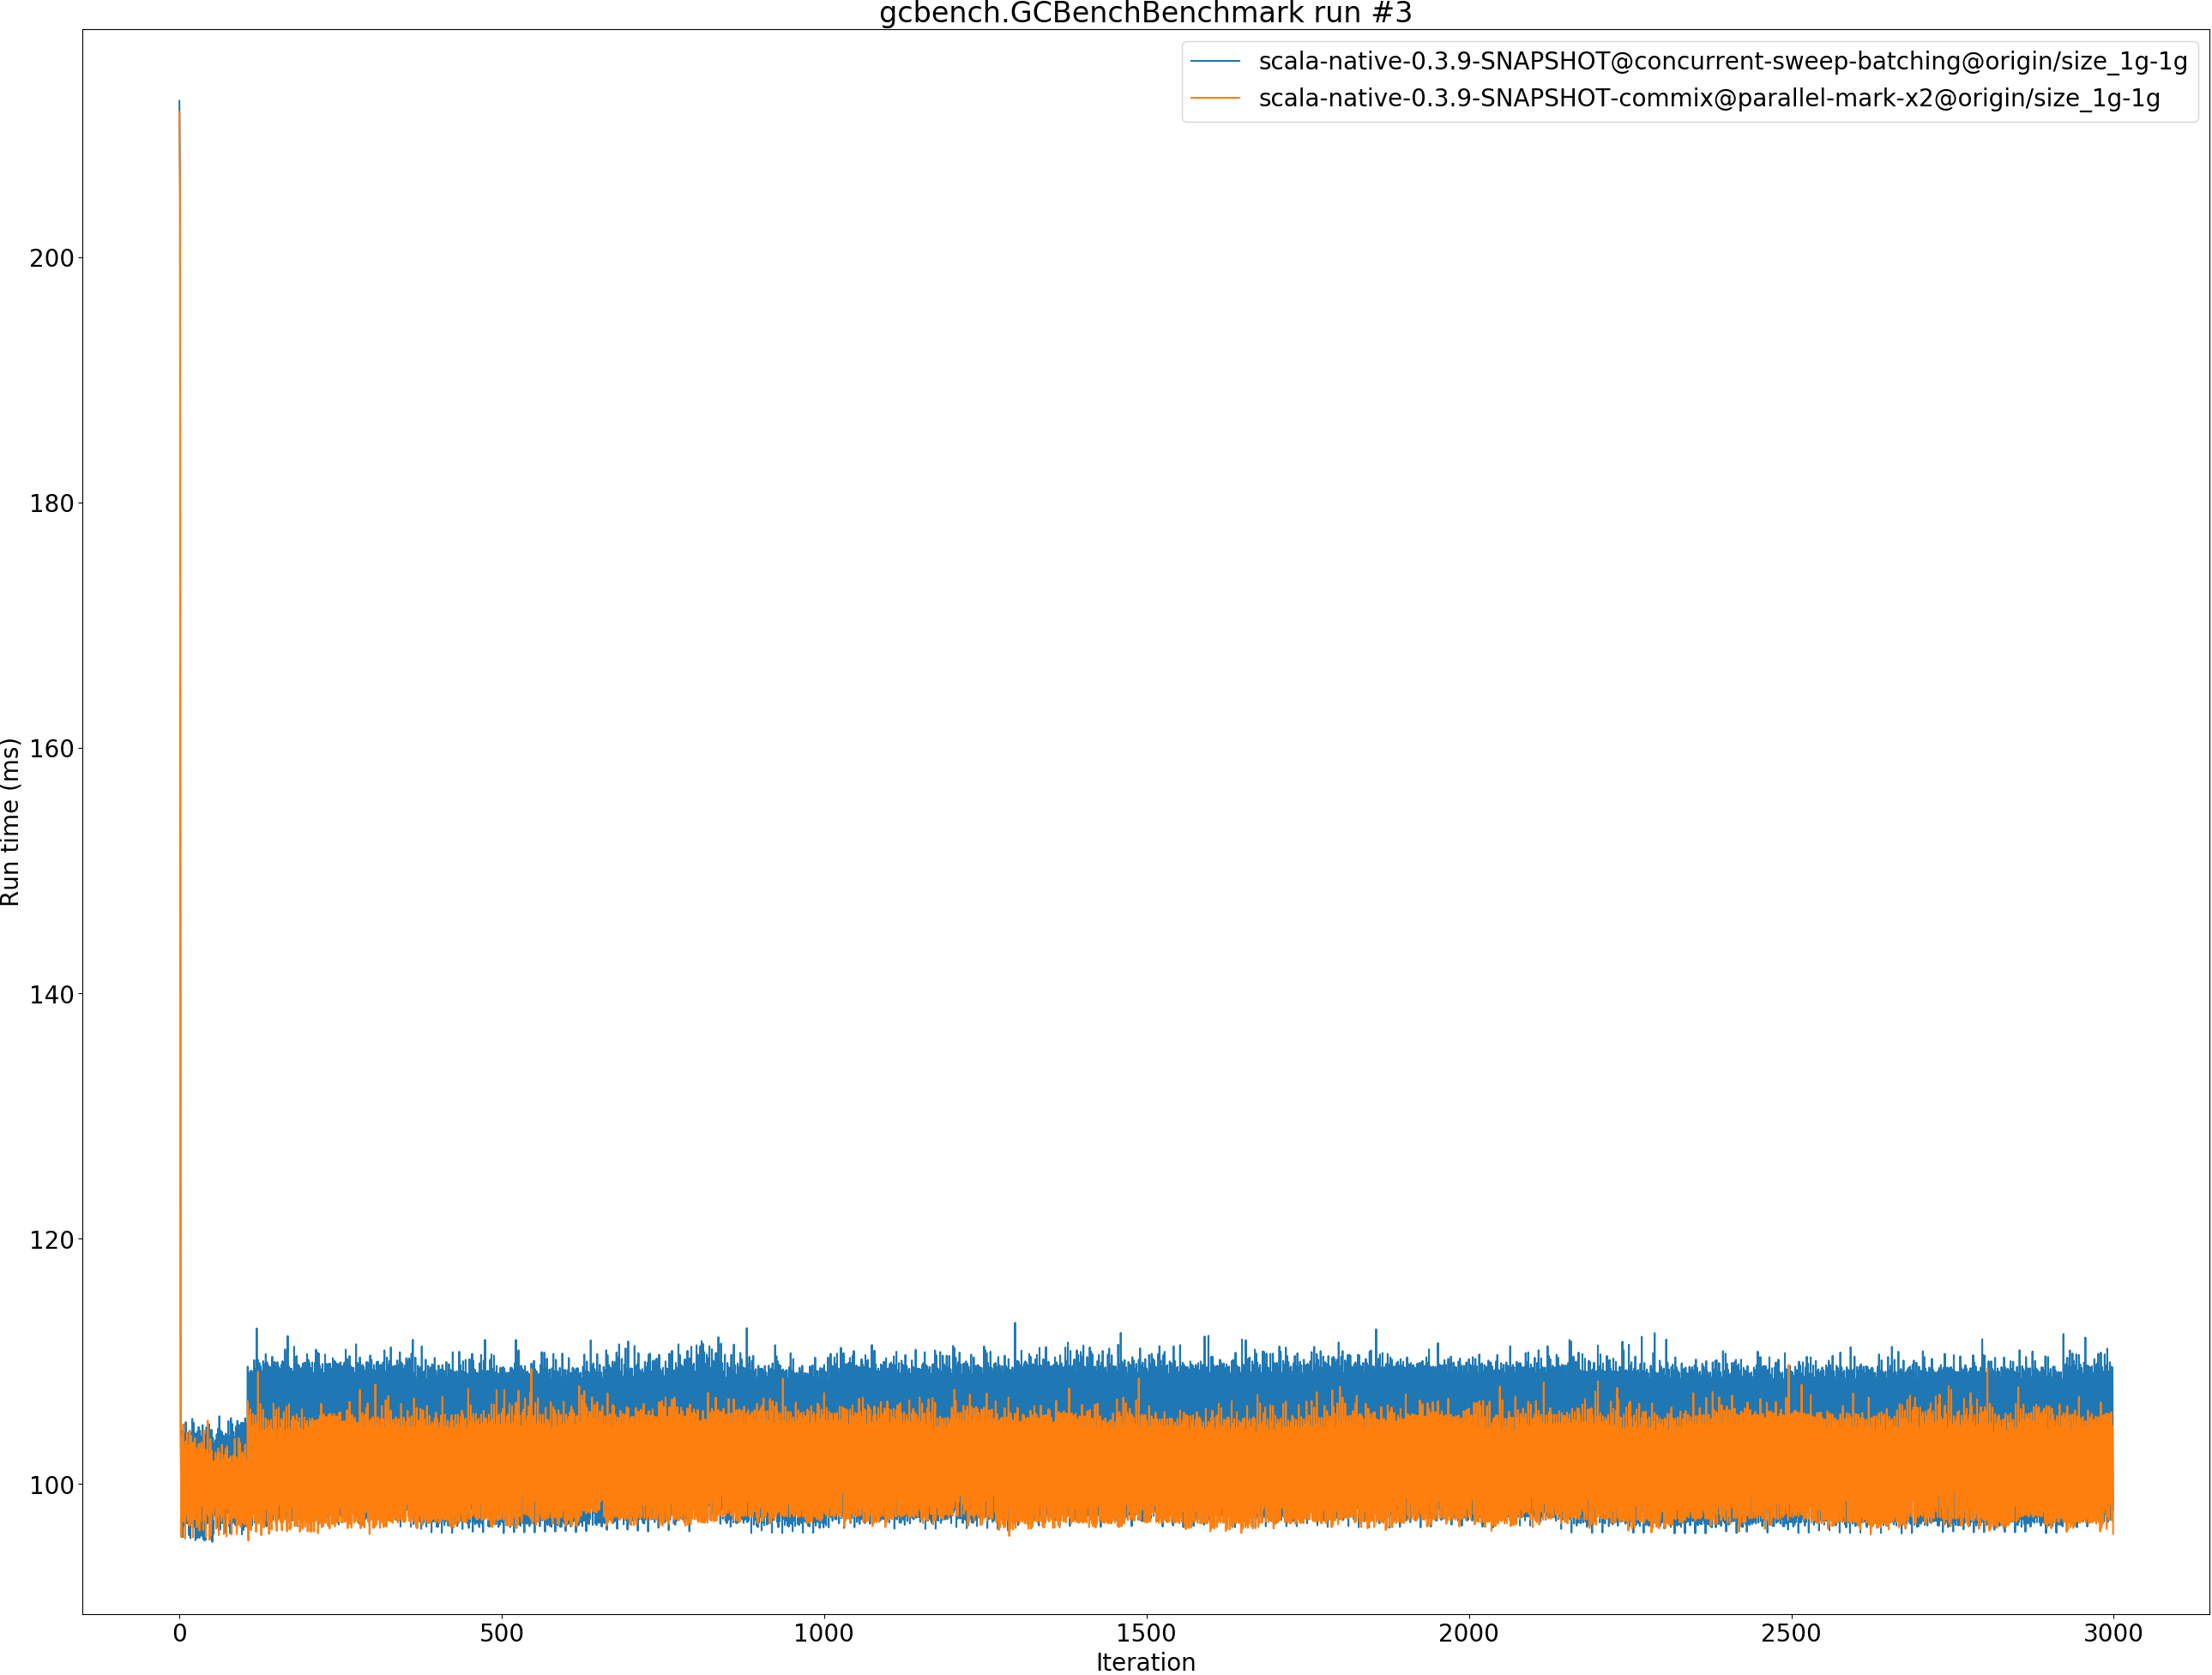 gcbench.GCBenchBenchmark run #3
scala-native-0.3.9-SNAPSHOT@concurrent-sweep-batching@origin/size_1g-1g
scala-native-0.3.9-SNAPSHOT-commix@parallel-mark-x2@origin/size_1g-1g
200
180
160
140
120
100
Run time (ms)
0 500 1000 1500 2000 2500 3000
Iteration